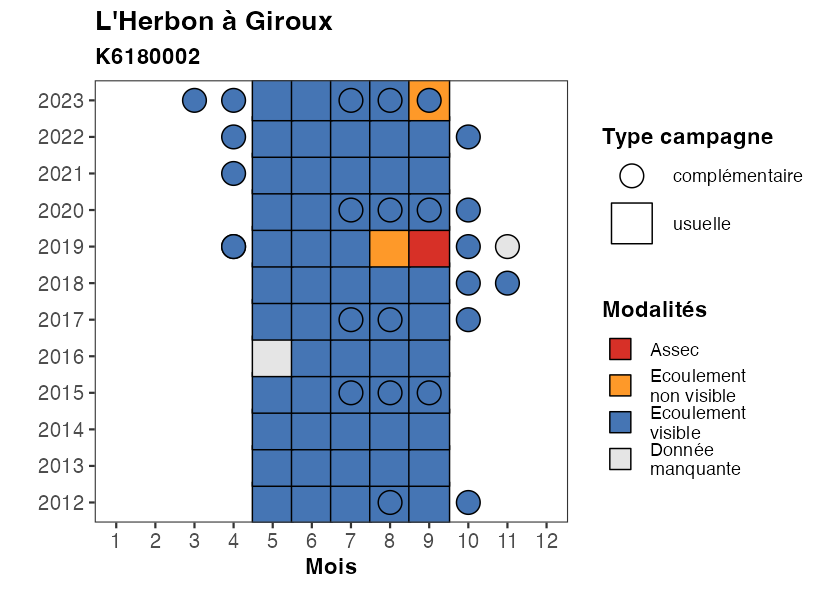 L'Herbon à Giroux
K6180002
2023
2022
2021
2020
2019
2018
2017
2016
2015
2014
2013
2012
1 2 3 4 5 6 7 8 9 10 11 12
Mois
Type campagne
complémentaire
usuelle
Modalités
Assec
Ecoulement
non visible
Ecoulement
visible
Donnée
manquante